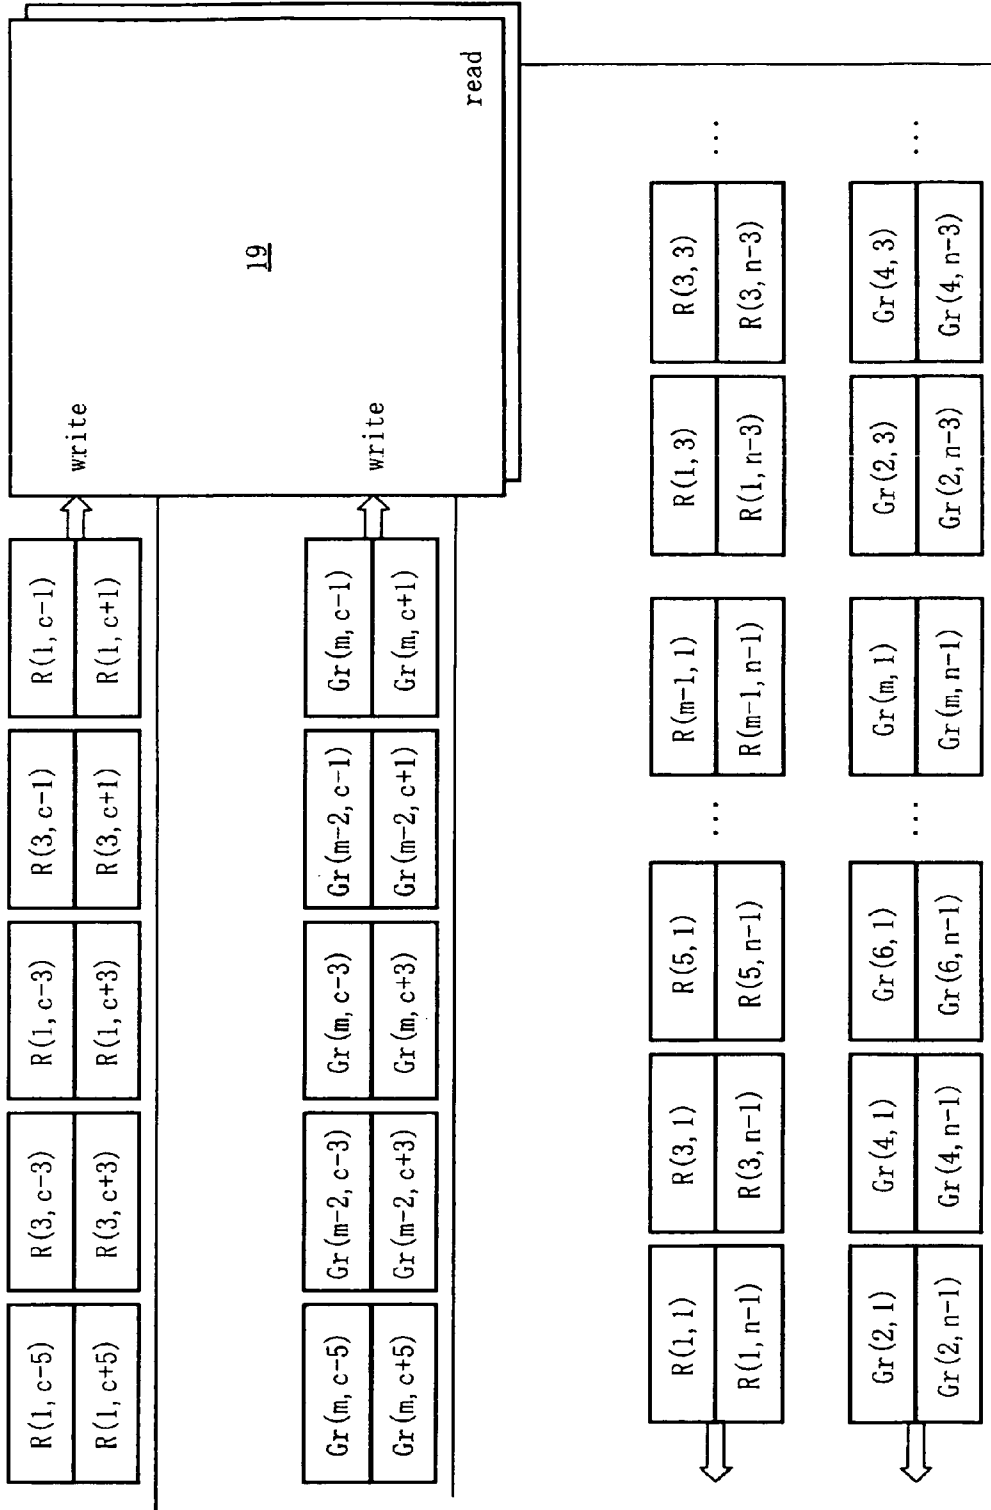 R(1,c-5) R(3,c-3) R(1,c-3) R(3,c-1) R(1,c-1)
write
R(1,c+5) R(3,c+3) R(1,c+3) R(3,c+1) R(1,c+1)
19
Gr(m,c-5) Gr(m-2,c-3) Gr(m,c-3) Gr(m-2,c-1) Gr(m,c-1)
write
Gr(m,c+5) Gr(m-2,c+3) Gr(m,c+3) Gr(m-2,c+1) Gr(m,c+1)
read
R(1,1) R(3,1) R(5,1) ... R(m-1,1) R(1,3) R(3,3) ...
R(1,n-1) R(3,n-1) R(5,n-1) R(m-1,n-1) R(1,n-3) R(3,n-3)
Gr(2,1) Gr(4,1) Gr(6,1) ... Gr(m,1) Gr(2,3) Gr(4,3) ...
Gr(2,n-1) Gr(4,n-1) Gr(6,n-1) Gr(m,n-1) Gr(2,n-3) Gr(4,n-3)